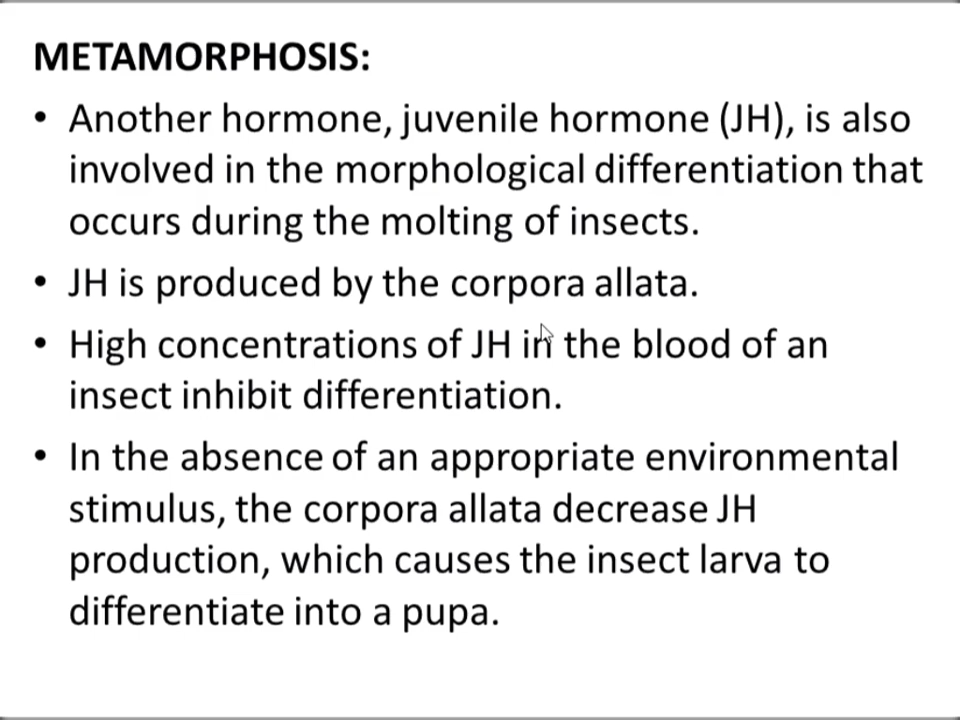 METAMORPHOSIS:
• Another hormone, juvenile hormone (JH), is also
involved in the morphological differentiation that
occurs during the molting of insects.
• JH is produced by the corpora allata.
• High concentrations of JH in the blood of an
insect inhibit differentiation.
• In the absence of an appropriate environmental
stimulus, the corpora allata decrease JH
production, which causes the insect larva to
differentiate into a pupa.